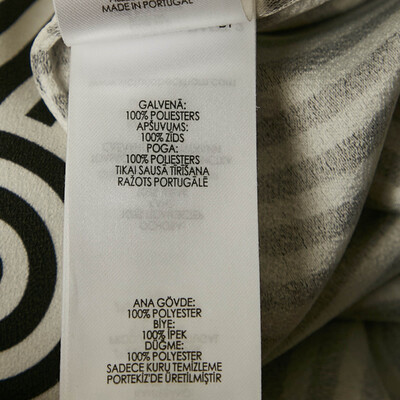 MADE IN PORTUGAL
GALVENĀ:
100% POLIESTERS
APŠUVUMS:
100% ZĪDS
POGA:
100% POLIESTERS
TIKAI SAUSĀ TĪRĪŠANA
RAŽOTS PORTUGĀLĒ
ANA GÖVDE:
100% POLYESTER
BİYE:
100% İPEK
DÜĞME:
100% POLYESTER
SADECE KURU TEMİZLEME
PORTEKİZ'DE ÜRETİLMİŞTİR